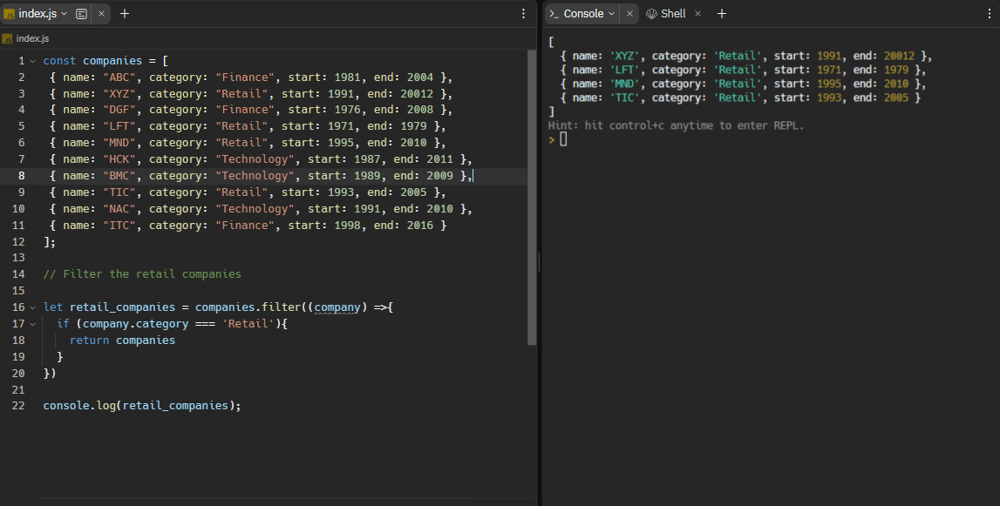 index.js
index.js
1 const companies = [
2 { name: "ABC", category: "Finance", start: 1981, end: 2004 },
3 { name: "XYZ", category: "Retail", start: 1991, end: 20012 },
4 { name: "DGF", category: "Finance", start: 1976, end: 2008 },
5 { name: "LFT", category: "Retail", start: 1971, end: 1979 },
6 { name: "MND", category: "Retail", start: 1995, end: 2010 },
7 { name: "HCK", category: "Technology", start: 1987, end: 2011 },
8 { name: "BMC", category: "Technology", start: 1989, end: 2009 },
9 { name: "TIC", category: "Retail", start: 1993, end: 2005 },
10 { name: "NAC", category: "Technology", start: 1991, end: 2010 },
11 { name: "ITC", category: "Finance", start: 1998, end: 2016 }
12 ];
13
14 // Filter the retail companies
15
16 let retail_companies = companies.filter((company) =>{
17 if (company.category === 'Retail'){
18 return companies
19 }
20 })
21
22 console.log(retail_companies);
Console Shell
[
{ name: 'XYZ', category: 'Retail', start: 1991, end: 20012 },
{ name: 'LFT', category: 'Retail', start: 1971, end: 1979 },
{ name: 'MND', category: 'Retail', start: 1995, end: 2010 },
{ name: 'TIC', category: 'Retail', start: 1993, end: 2005 }
]
Hint: hit control+c anytime to enter REPL.
>